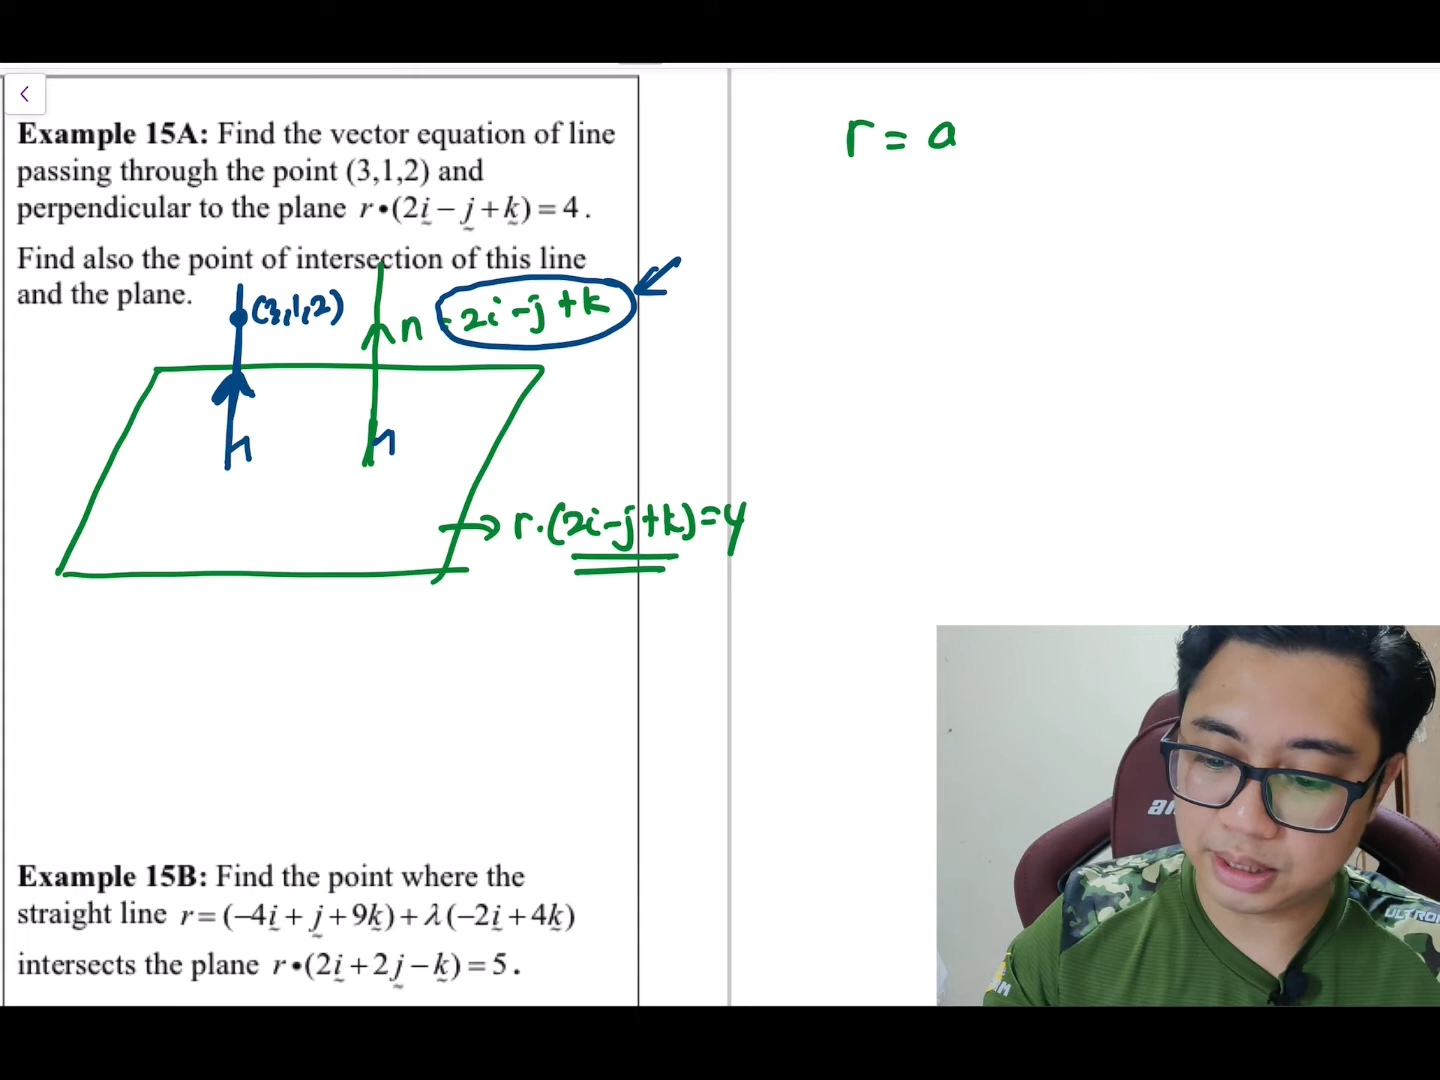 Example 15A: Find the vector equation of line
passing through the point (3,1,2) and
perpendicular to the plane r•(2i − j + k) = 4 .
Find also the point of intersection of this line
and the plane.
(3,1,2)
n = 2i - j + k
r.(2i-j+k)=4
r = a
Example 15B: Find the point where the
straight line r = (−4i + j + 9k) + λ(−2i + 4k)
intersects the plane r•(2i + 2j − k) = 5 .